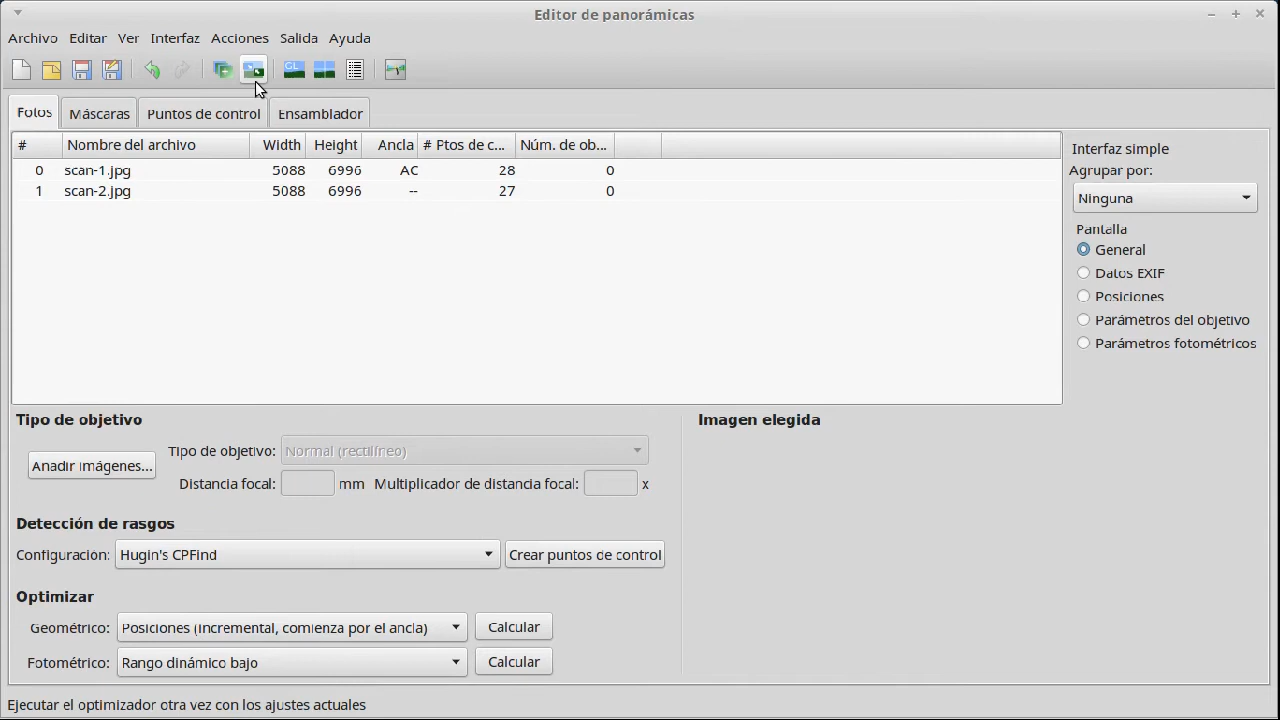 Editor de panorámicas
Archivo Editar Ver Interfaz Acciones Salida Ayuda
GL
Fotos Máscaras Puntos de control Ensamblador
# Nombre del archivo Width Height Ancla # Ptos de c... Núm. de ob...
0 scan-1.jpg 5088 6996 AC 28 0
1 scan-2.jpg 5088 6996 -- 27 0
Interfaz simple
Agrupar por:
Ninguna
Pantalla
General
Datos EXIF
Posiciones
Parámetros del objetivo
Parámetros fotométricos
Tipo de objetivo
Añadir imágenes...
Tipo de objetivo: Normal (rectilíneo)
Distancia focal: mm Multiplicador de distancia focal: x
Imagen elegida
Detección de rasgos
Configuración: Hugin's CPFind Crear puntos de control
Optimizar
Geométrico: Posiciones (incremental, comienza por el ancla) Calcular
Fotométrico: Rango dinámico bajo Calcular
Ejecutar el optimizador otra vez con los ajustes actuales